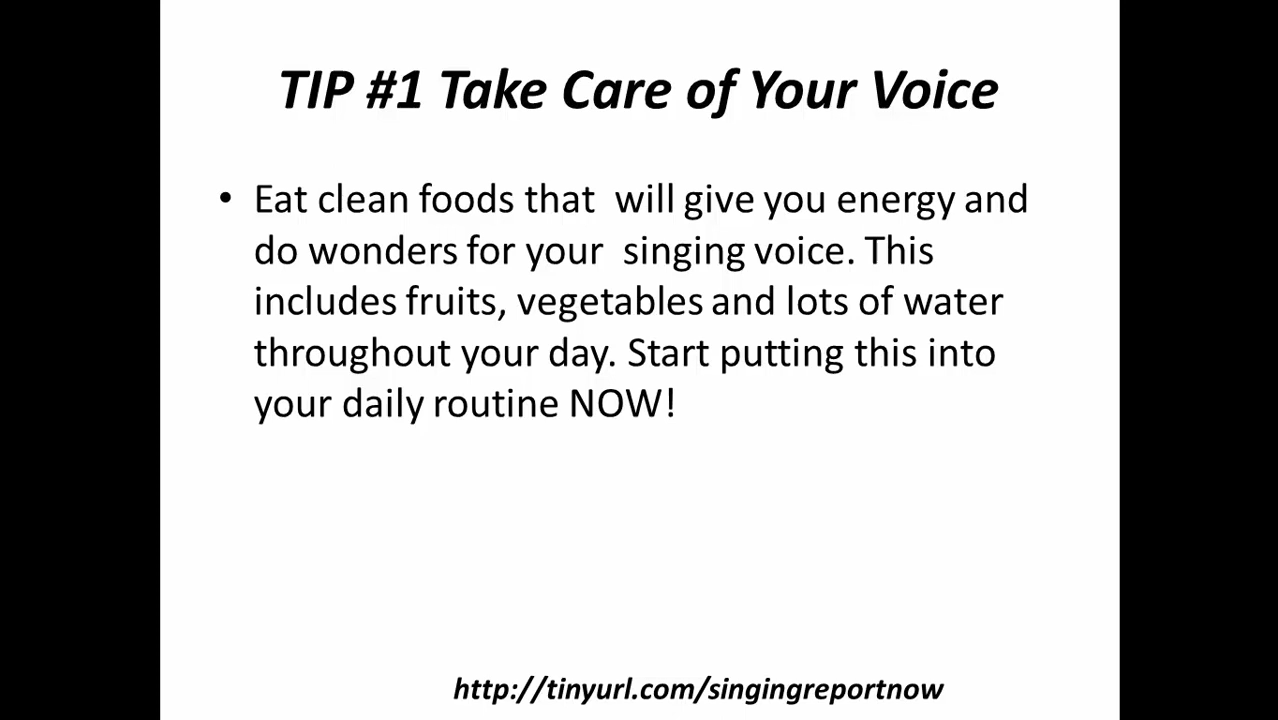 TIP #1 Take Care of Your Voice
• Eat clean foods that  will give you energy and
do wonders for your  singing voice. This
includes fruits, vegetables and lots of water
throughout your day. Start putting this into
your daily routine NOW!
http://tinyurl.com/singingreportnow